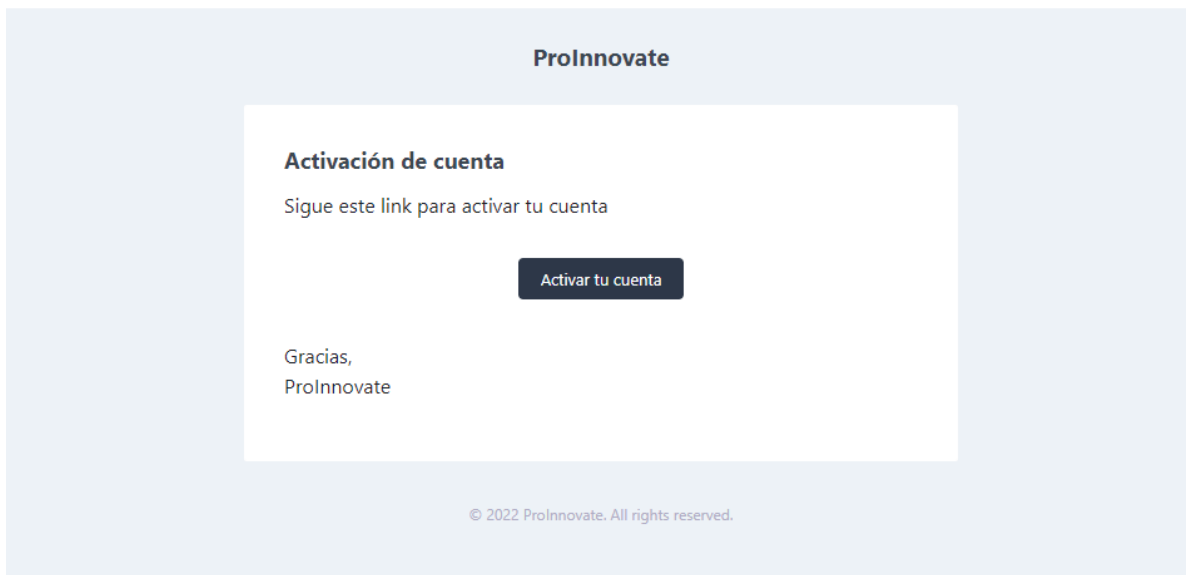 ProInnovate
Activación de cuenta
Sigue este link para activar tu cuenta
Activar tu cuenta
Gracias,
ProInnovate
© 2022 ProInnovate. All rights reserved.